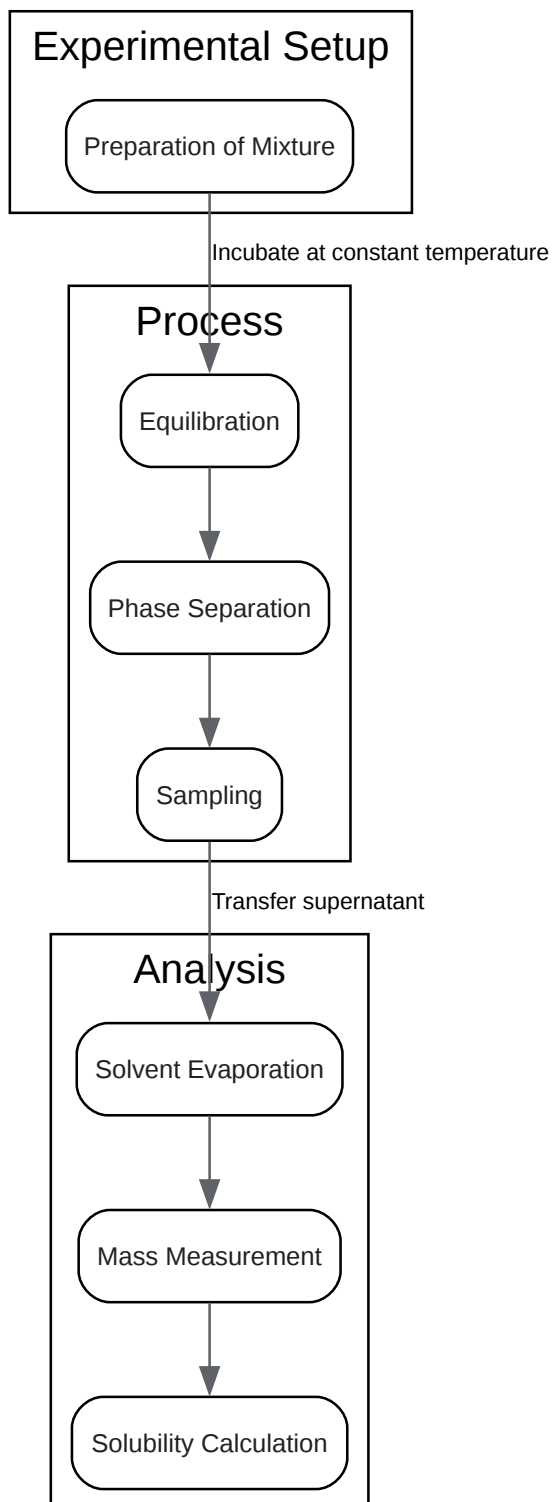 Experimental Setup
Preparation of Mixture
Incubate at constant temperature
Process
Equilibration
Phase Separation
Sampling
Transfer supernatant
Analysis
Solvent Evaporation
Mass Measurement
Solubility Calculation